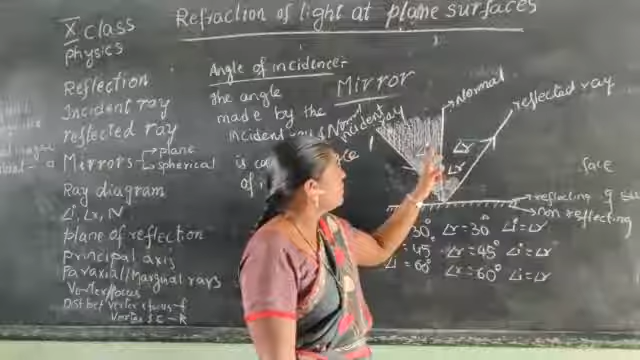 X class
physics
Refraction of light at plane surfaces
Reflection
Incident ray
reflected ray
Mirrors
plane
spherical
Ray diagram
∠i, ∠r, N
plane of reflection
principal axis
Paraxial/Marginal rays
Vertex/focus
Dist bet vertex & focus - f
Vertex & C - R
Angle of incidence:-
The angle
made by the
Incident ray & Normal
is
of
Mirror
Incident ray
Normal
reflected ray
∠r
∠r
face
reflecting
non reflecting
30° ∠r = 30° ∠i = ∠r
= 45 ∠r = 45° ∠i = ∠r
∠i = 60° ∠r = 60° ∠i = ∠r